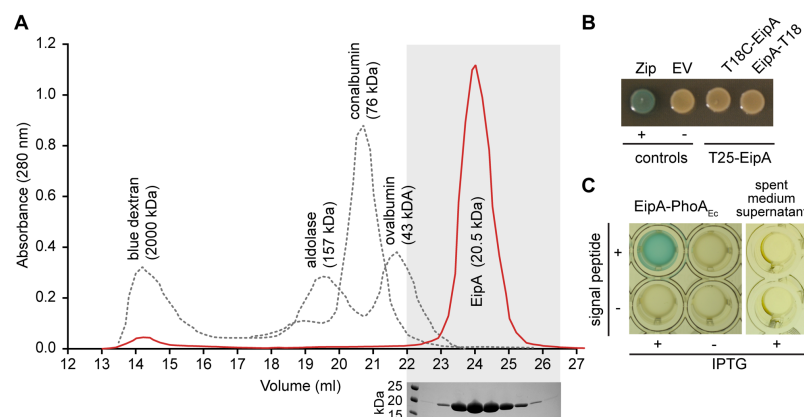 A
Absorbance (280 nm)
1.2
1.0
0.8
0.6
0.4
0.2
0.0
blue dextran
(2000 kDa)
aldolase
(157 kDa)
conalbumin
(76 kDa)
ovalbumin
(43 kDA)
EipA (20.5 kDa)
12 13 14 15 16 17 18 19 20 21 22 23 24 25 26 27
Volume (ml)
kDa
25
20
15
B
Zip
EV
T18C-EipA
EipA-T18
+
-
controls
T25-EipA
C
EipA-PhoAEc
spent
medium
supernatant
signal peptide
+
-
+
-
+
IPTG